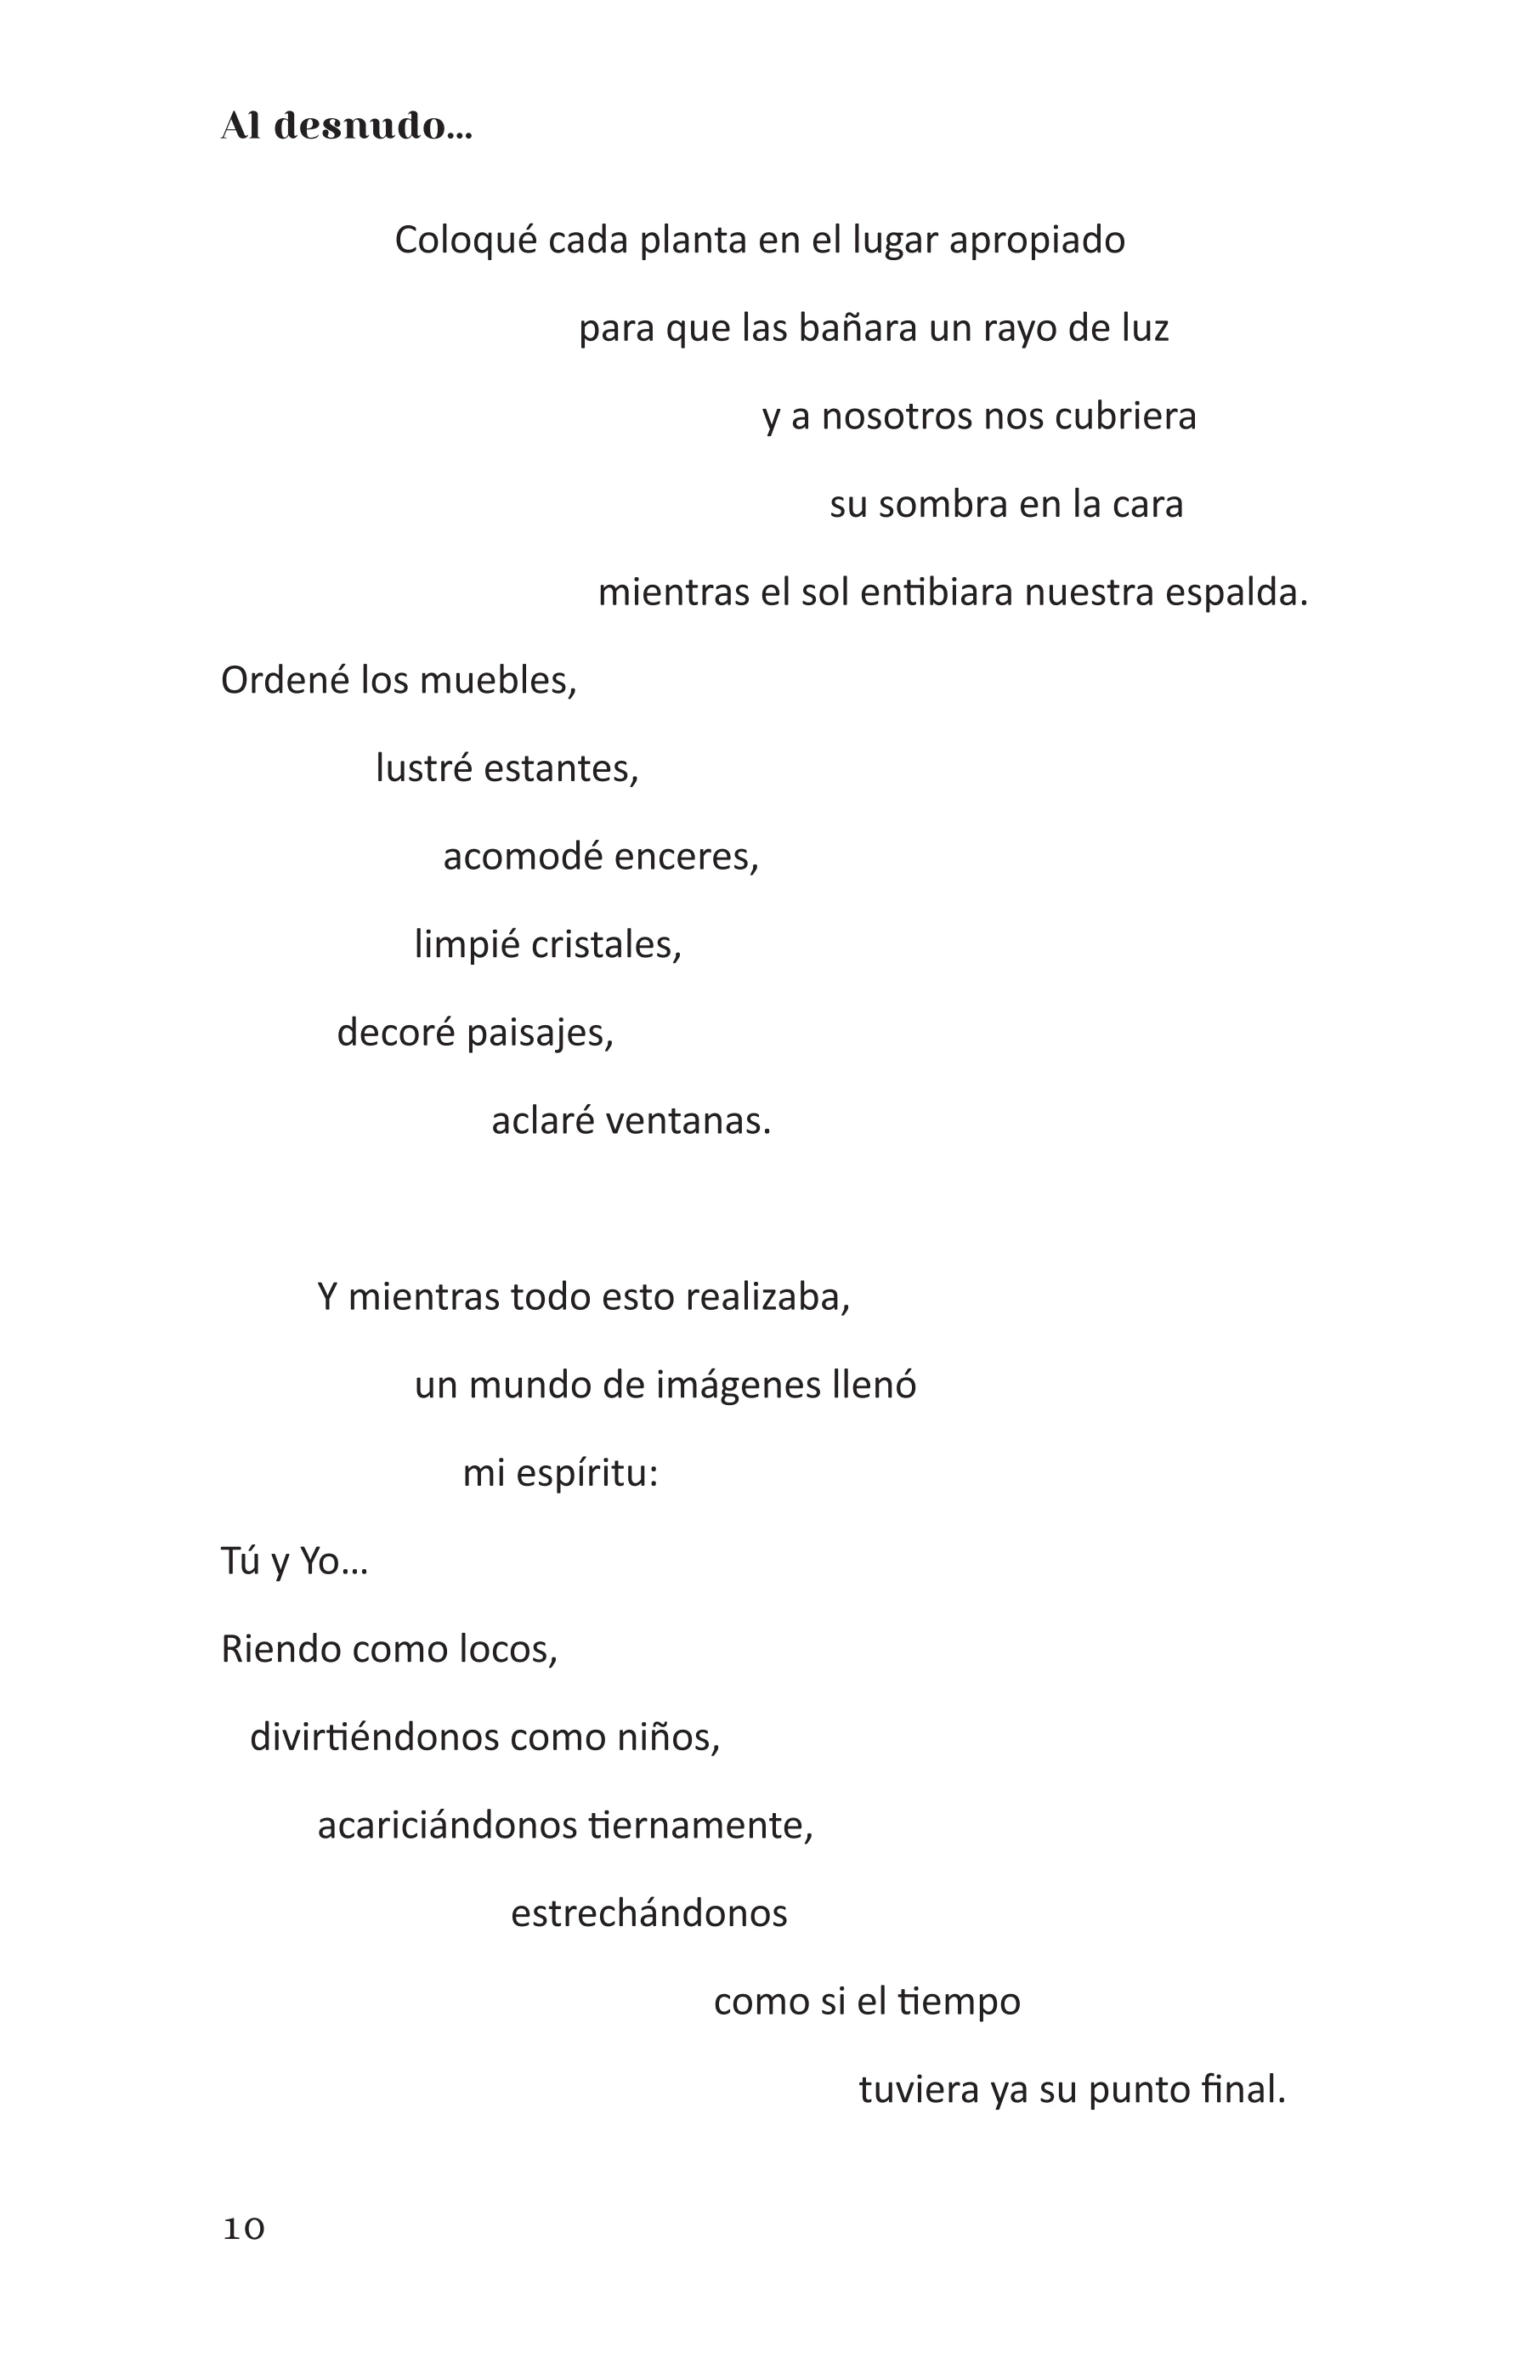 Al desnudo...
Coloqué cada planta en el lugar apropiado
para que las bañara un rayo de luz
y a nosotros nos cubriera
su sombra en la cara
mientras el sol entibiara nuestra espalda.
Ordené los muebles,
lustré estantes,
acomodé enceres,
limpié cristales,
decoré paisajes,
aclaré ventanas.
Y mientras todo esto realizaba,
un mundo de imágenes llenó
mi espíritu:
Tú y Yo...
Riendo como locos,
divirtiéndonos como niños,
acariciándonos tiernamente,
estrechándonos
como si el tiempo
tuviera ya su punto final.
10